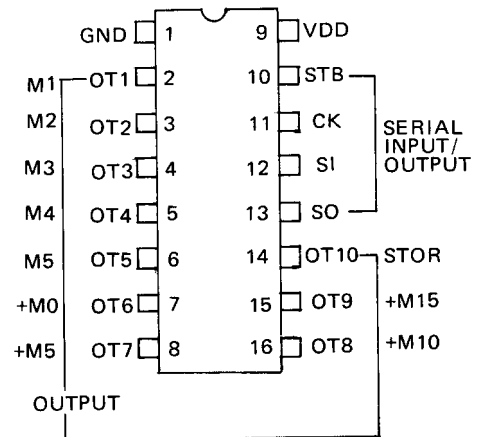 GND 1 9 VDD
M1 OT1 2 10 STB
M2 OT2 3 11 CK
SERIAL
INPUT/
OUTPUT
M3 OT3 4 12 SI
M4 OT4 5 13 SO
M5 OT5 6 14 OT10 STOR
+M0 OT6 7 15 OT9 +M15
+M5 OT7 8 16 OT8 +M10
OUTPUT